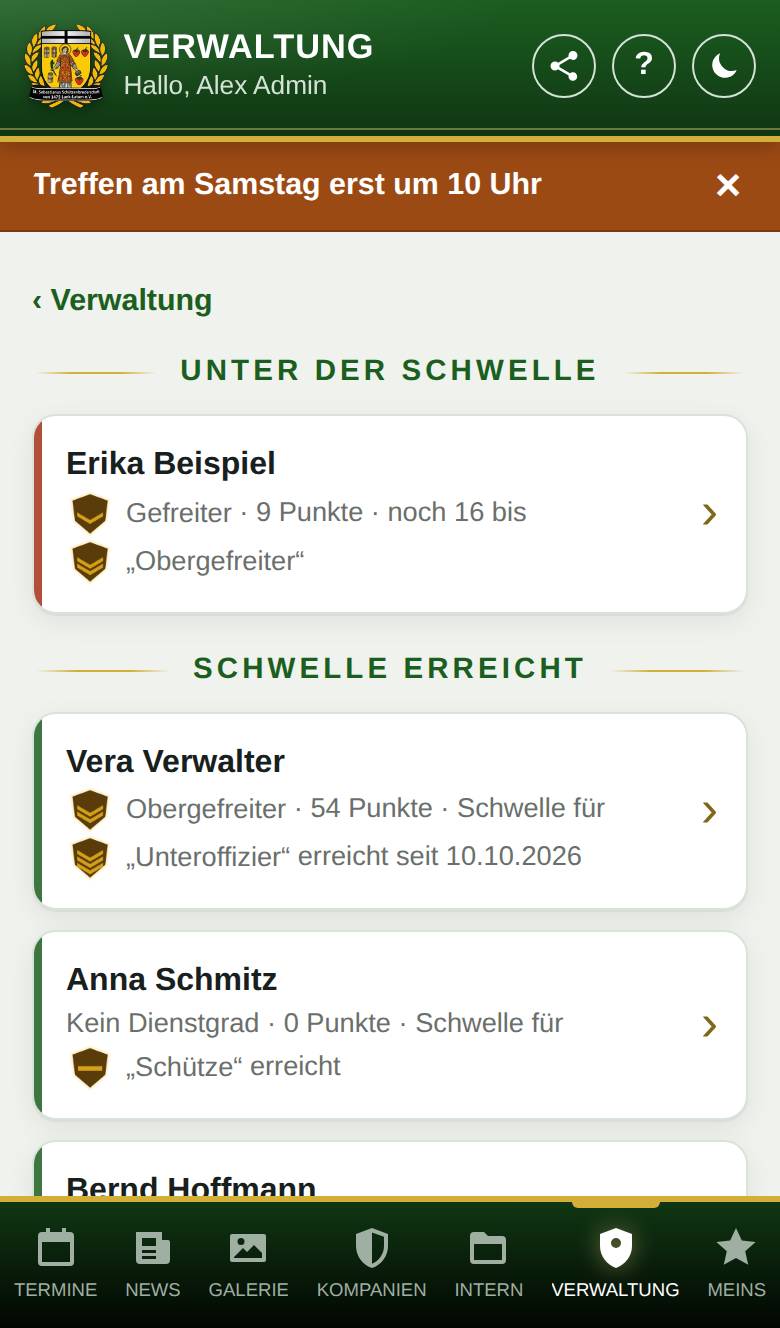 VERWALTUNG
Hallo, Alex Admin
?
Treffen am Samstag erst um 10 Uhr
×
‹ Verwaltung
UNTER DER SCHWELLE
Erika Beispiel
Gefreiter · 9 Punkte · noch 16 bis
„Obergefreiter“
›
SCHWELLE ERREICHT
Vera Verwalter
Obergefreiter · 54 Punkte · Schwelle für
„Unteroffizier“ erreicht seit 10.10.2026
›
Anna Schmitz
Kein Dienstgrad · 0 Punkte · Schwelle für
„Schütze“ erreicht
›
Bernd Hoffmann
TERMINE NEWS GALERIE KOMPANIEN INTERN VERWALTUNG MEINS